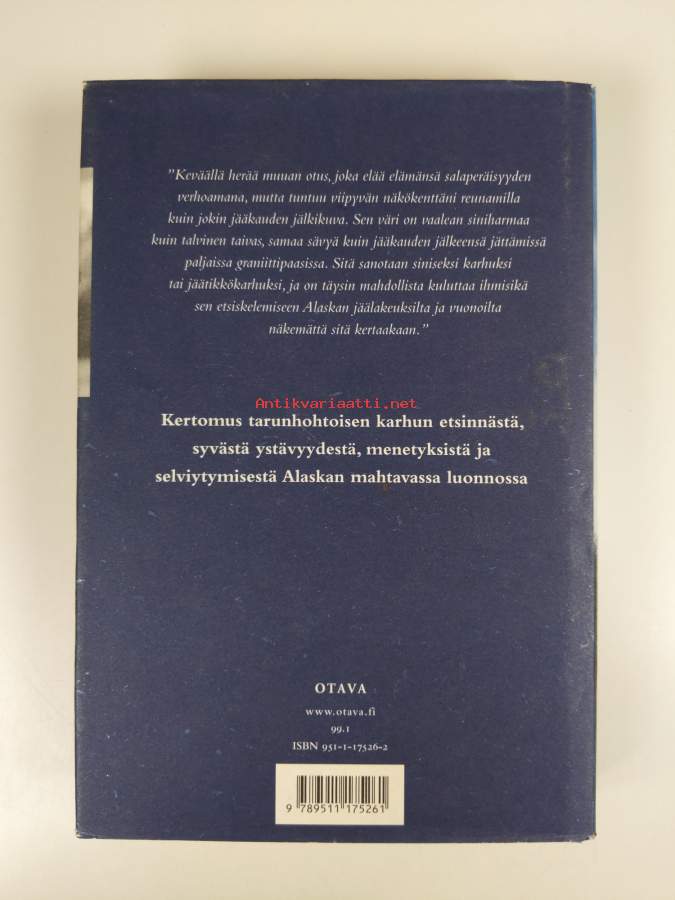 ”Keväällä herää muuan otus, joka elää elämänsä salaperäisyyden
verhoamana, mutta tuntuu viipyvän näkökenttäni reunamilla
kuin jokin jääkauden jälkikuva. Sen väri on vaalean siniharmaa
kuin talvinen taivas, samaa sävyä kuin jääkauden jälkeensä jättämissä
paljaissa graniittipaasissa. Sitä sanotaan siniseksi karhuksi
tai jäätikkökarhuksi, ja on täysin mahdollista kuluttaa ihmisikä
sen etsiskelemiseen Alaskan jäälakeuksilta ja vuonoilta
näkemättä sitä kertaakaan.”
Antikvariaatti.net
Kertomus tarunhohtoisen karhun etsinnästä,
syvästä ystävyydestä, menetyksistä ja
selviytymisestä Alaskan mahtavassa luonnossa
OTAVA
www.otava.fi
99.1
ISBN 951-1-17526-2
9 789511 175261